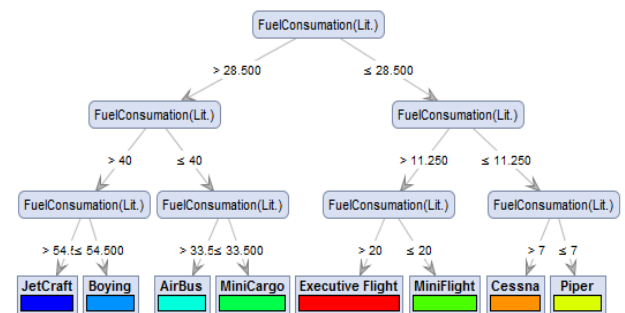 FuelConsumation(Lit.)
> 28.500 ≤ 28.500
FuelConsumation(Lit.) FuelConsumation(Lit.)
> 40 ≤ 40 > 11.250 ≤ 11.250
FuelConsumation(Lit.) FuelConsumation(Lit.) FuelConsumation(Lit.) FuelConsumation(Lit.)
> 54.5 ≤ 54.500 > 33.5 ≤ 33.500 > 20 ≤ 20 > 7 ≤ 7
JetCraft Boying AirBus MiniCargo Executive Flight MiniFlight Cessna Piper